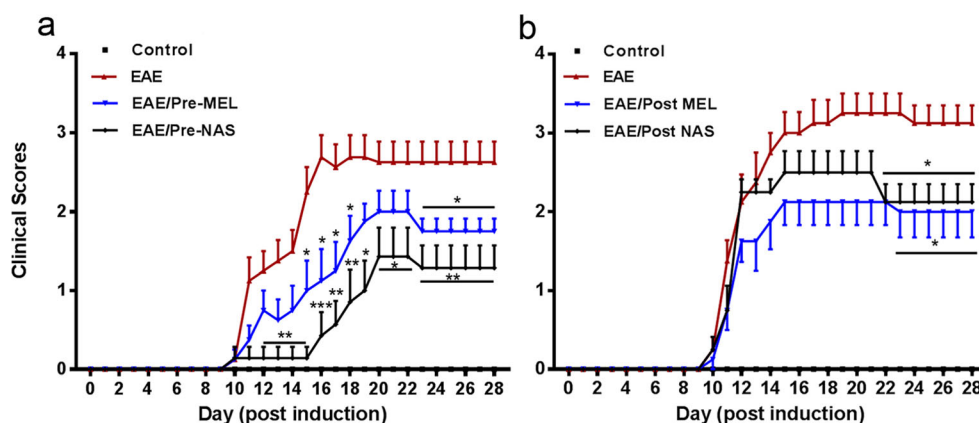 a
Control
EAE
EAE/Pre-MEL
EAE/Pre-NAS
Clinical Scores
4
3
2
1
0
* * * * *
** *** ** ** * * **
0 2 4 6 8 10 12 14 16 18 20 22 24 26 28
Day (post induction)
b
Control
EAE
EAE/Post MEL
EAE/Post NAS
4
3
2
1
0
*
*
0 2 4 6 8 10 12 14 16 18 20 22 24 26 28
Day (post induction)